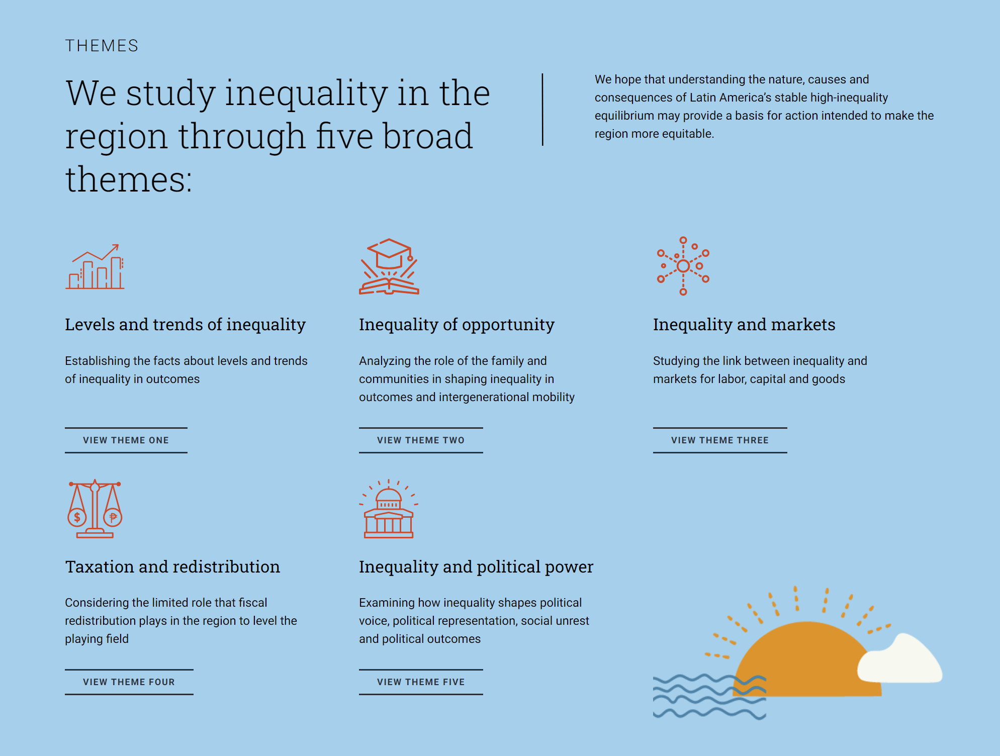 THEMES
We study inequality in the
region through five broad
themes:
We hope that understanding the nature, causes and
consequences of Latin America’s stable high-inequality
equilibrium may provide a basis for action intended to make the
region more equitable.
Levels and trends of inequality
Establishing the facts about levels and trends
of inequality in outcomes
VIEW THEME ONE
Inequality of opportunity
Analyzing the role of the family and
communities in shaping inequality in
outcomes and intergenerational mobility
VIEW THEME TWO
Inequality and markets
Studying the link between inequality and
markets for labor, capital and goods
VIEW THEME THREE
$ ₱
Taxation and redistribution
Considering the limited role that fiscal
redistribution plays in the region to level the
playing field
VIEW THEME FOUR
Inequality and political power
Examining how inequality shapes political
voice, political representation, social unrest
and political outcomes
VIEW THEME FIVE